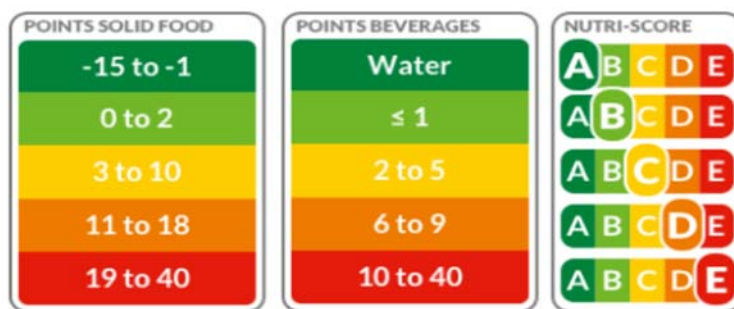 POINTS SOLID FOOD
-15 to -1
0 to 2
3 to 10
11 to 18
19 to 40
POINTS BEVERAGES
Water
≤ 1
2 to 5
6 to 9
10 to 40
NUTRI-SCORE
A B C D E
A B C D E
A B C D E
A B C D E
A B C D E